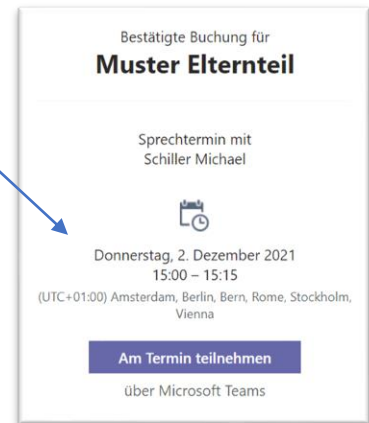 Bestätigte Buchung für
Muster Elternteil
Sprechtermin mit
Schiller Michael
Donnerstag, 2. Dezember 2021
15:00 – 15:15
(UTC+01:00) Amsterdam, Berlin, Bern, Rome, Stockholm,
Vienna
Am Termin teilnehmen
über Microsoft Teams